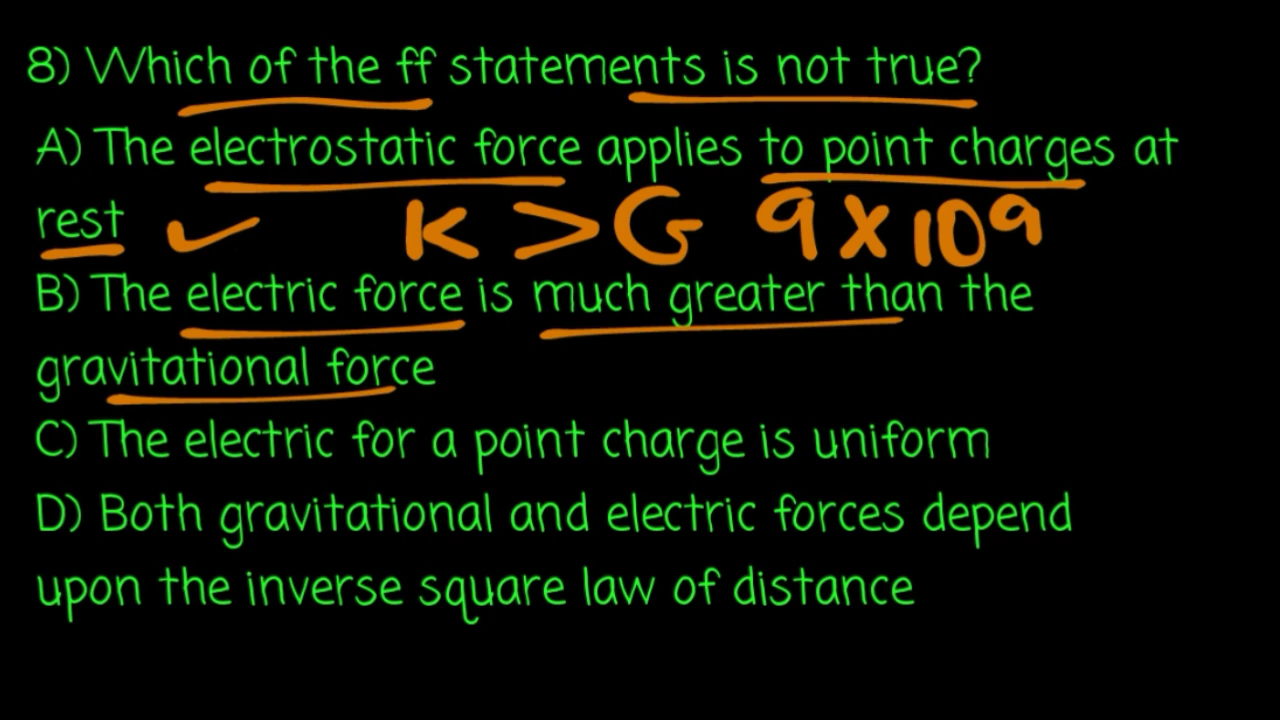 8) Which of the ff statements is not true?
A) The electrostatic force applies to point charges at
rest ✓ K > G 9 X 10⁹
B) The electric force is much greater than the
gravitational force
C) The electric for a point charge is uniform
D) Both gravitational and electric forces depend
upon the inverse square law of distance